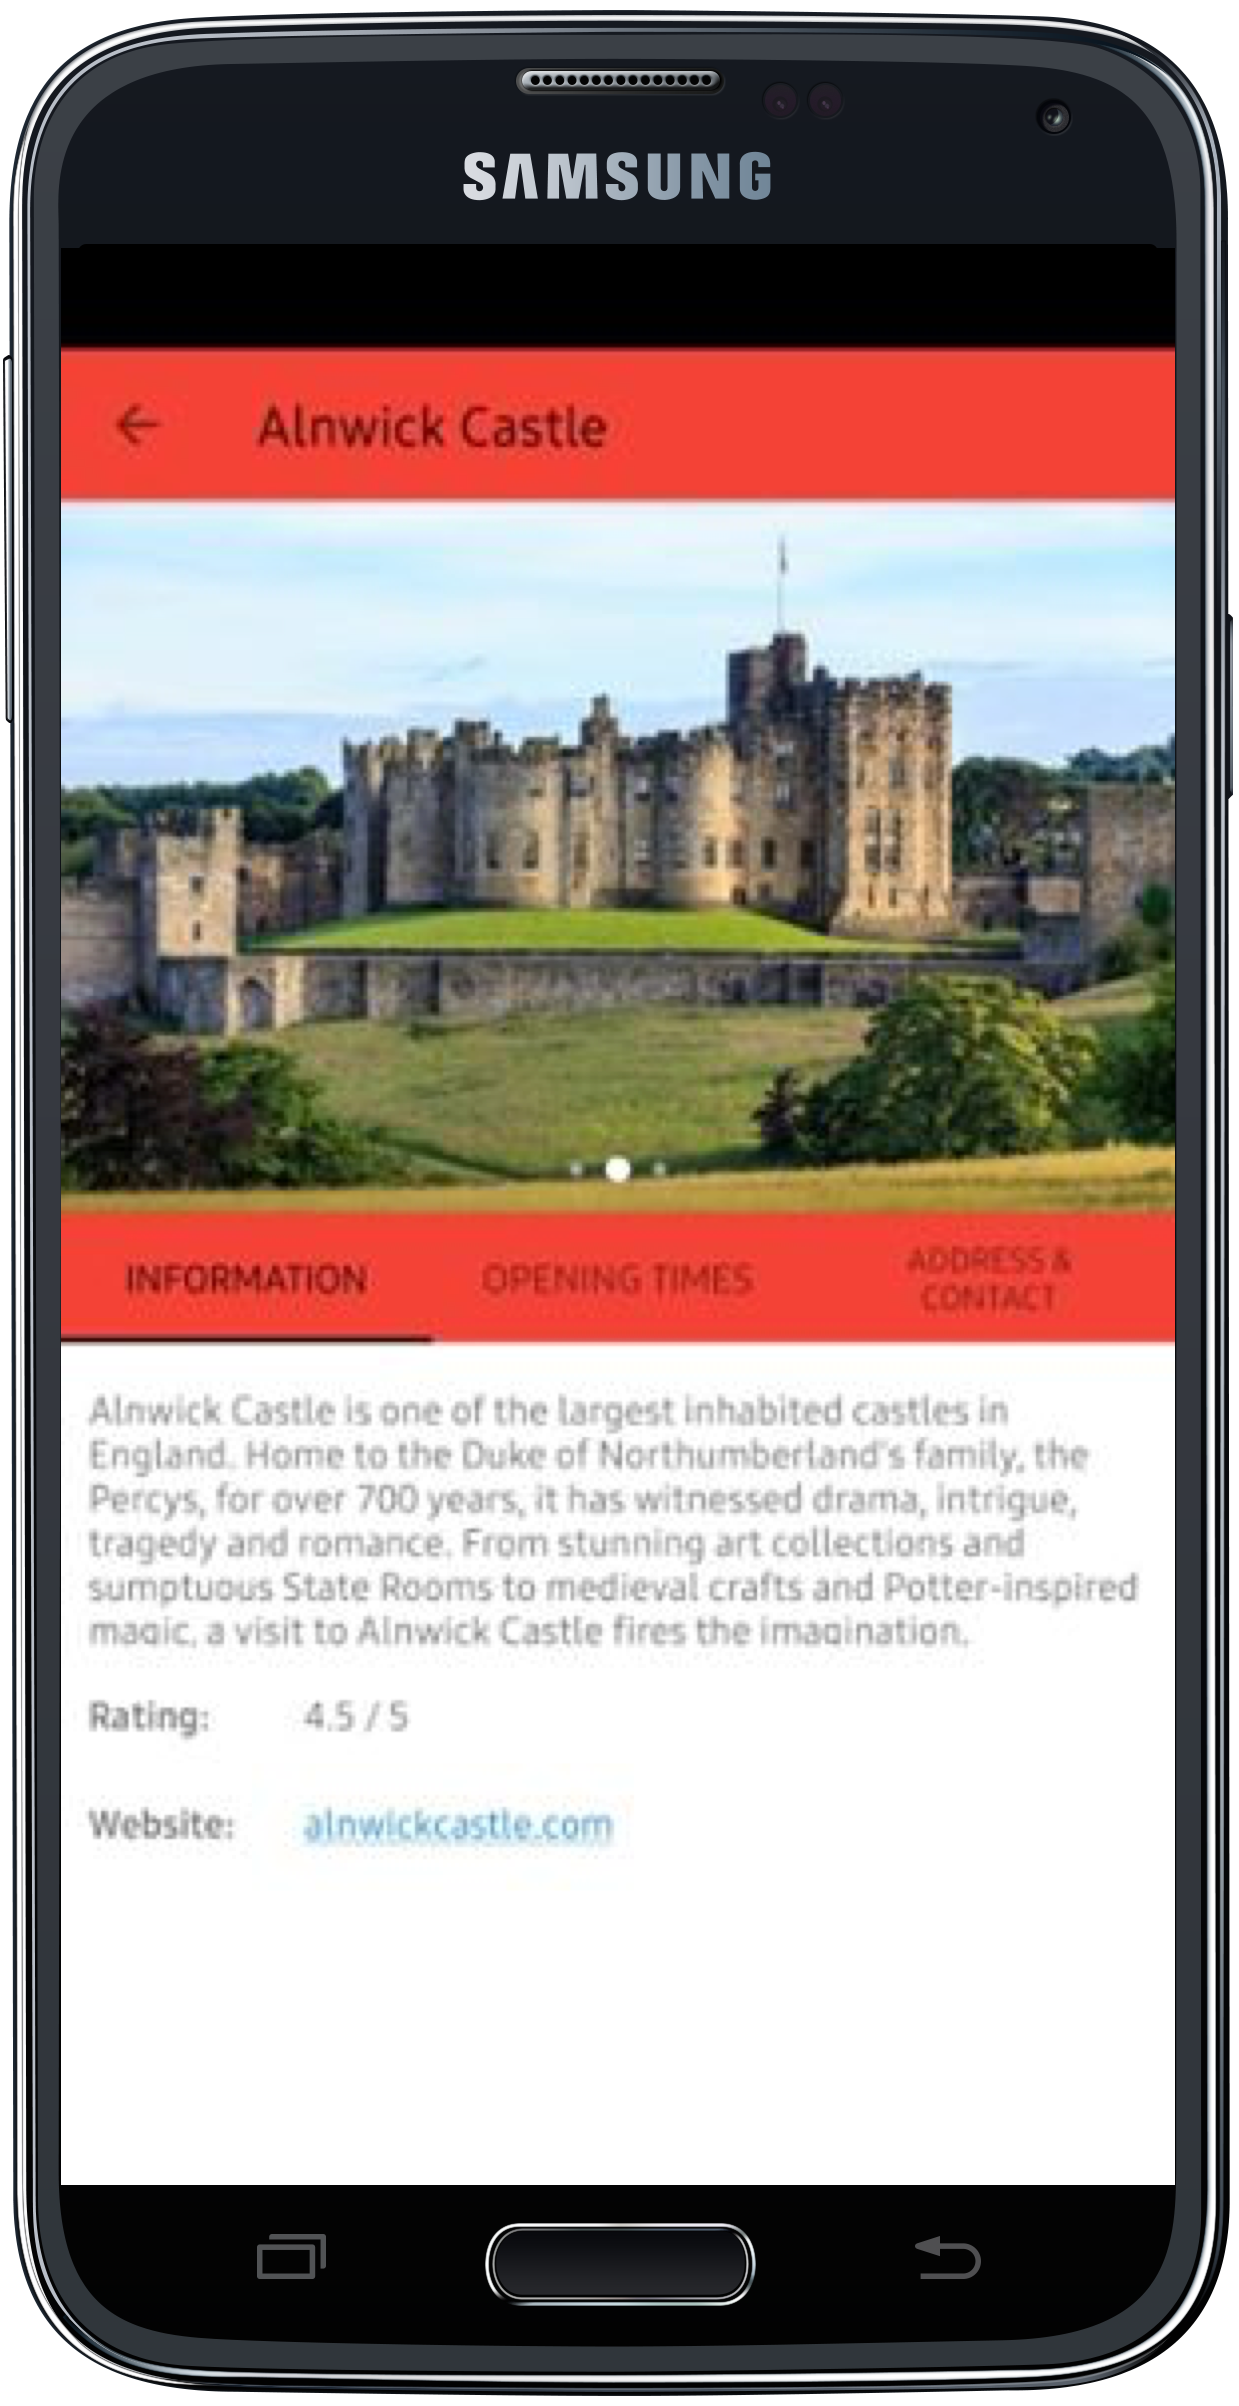 SAMSUNG
Alnwick Castle
INFORMATION
OPENING TIMES
ADDRESS &
CONTACT
Alnwick Castle is one of the largest inhabited castles in
England. Home to the Duke of Northumberland's family, the
Percys, for over 700 years, it has witnessed drama, intrigue,
tragedy and romance. From stunning art collections and
sumptuous State Rooms to medieval crafts and Potter-inspired
magic, a visit to Alnwick Castle fires the imagination.
Rating: 4.5 / 5
Website: alnwickcastle.com